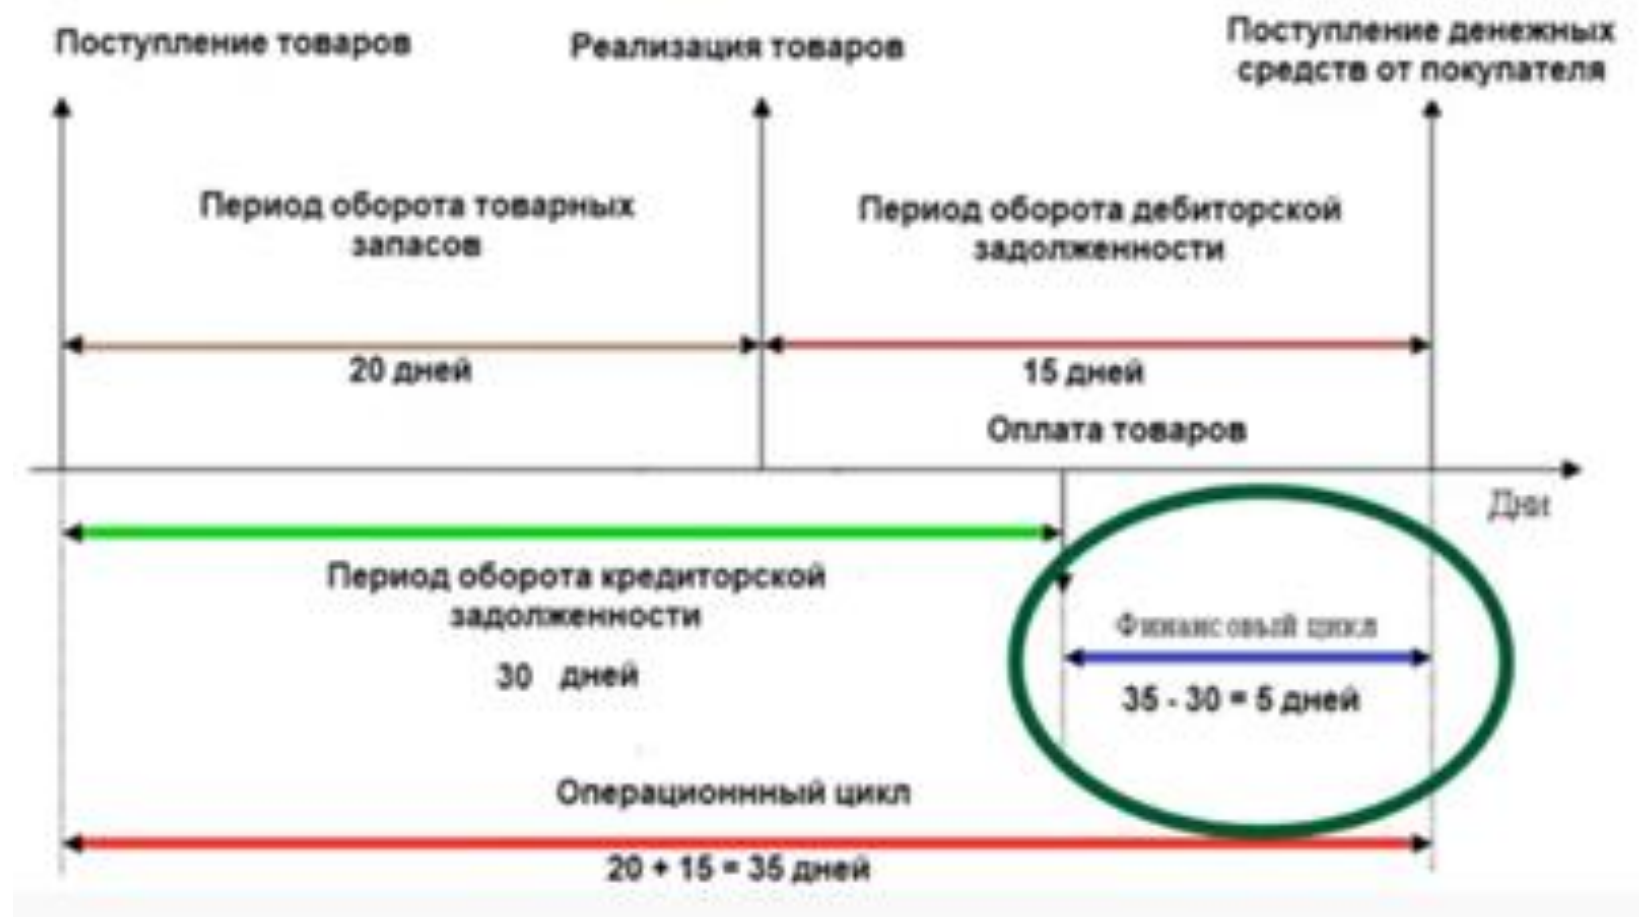 Поступление товаров
Реализация товаров
Поступление денежных
средств от покупателя
Период оборота товарных
запасов
Период оборота дебиторской
задолженности
20 дней
15 дней
Оплата товаров
Дни
Период оборота кредиторской
задолженности
30 дней
Финансовый цикл
35 - 30 = 5 дней
Операционнный цикл
20 + 15 = 35 дней